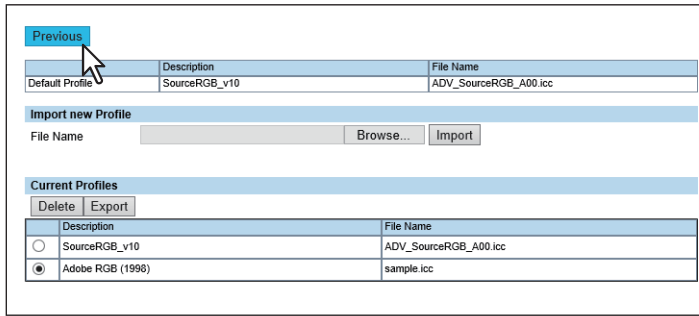 Previous
Description File Name
Default Profile SourceRGB_v10 ADV_SourceRGB_A00.icc
Import new Profile
File Name Browse... Import
Current Profiles
Delete Export
Description File Name
SourceRGB_v10 ADV_SourceRGB_A00.icc
Adobe RGB (1998) sample.icc